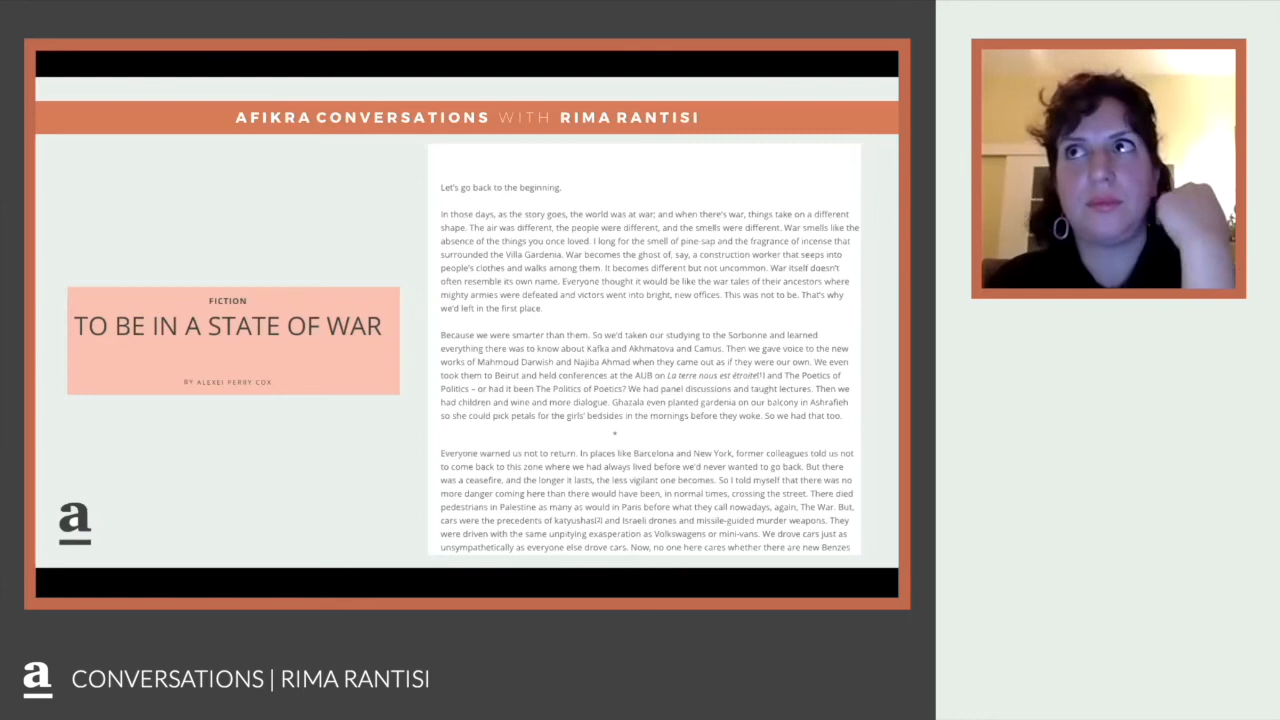 AFIKRA CONVERSATIONS WITH RIMA RANTISI
FICTION
TO BE IN A STATE OF WAR
BY ALEXEI PERRY COX
a
Let's go back to the beginning.
In those days, as the story goes, the world was at war; and when there's war, things take on a different
shape. The air was different, the people were different, and the smells were different. War smells like the
absence of the things you once loved. I long for the smell of pine-sap and the fragrance of incense that
surrounded the Villa Gardenia. War becomes the ghost of, say, a construction worker that seeps into
people's clothes and walks among them. It becomes different but not uncommon. War itself doesn't
often resemble its own name. Everyone thought it would be like the war tales of their ancestors where
mighty armies were defeated and victors went into bright, new offices. This was not to be. That's why
we'd left in the first place.
Because we were smarter than them. So we'd taken our studying to the Sorbonne and learned
everything there was to know about Kafka and Akhmatova and Camus. Then we gave voice to the new
works of Mahmoud Darwish and Najiba Ahmad when they came out as if they were our own. We even
took them to Beirut and held conferences at the AUB on La terre nous est étroite[1] and The Poetics of
Politics – or had it been The Politics of Poetics? We had panel discussions and taught lectures. Then we
had children and wine and more dialogue. Ghazala even planted gardenia on our balcony in Ashrafieh
so she could pick petals for the girls' bedsides in the mornings before they woke. So we had that too.
*
Everyone warned us not to return. In places like Barcelona and New York, former colleagues told us not
to come back to this zone where we had always lived before we'd never wanted to go back. But there
was a ceasefire, and the longer it lasts, the less vigilant one becomes. So I told myself that there was no
more danger coming here than there would have been, in normal times, crossing the street. There died
pedestrians in Palestine as many as would in Paris before what they call nowadays, again, The War. But,
cars were the precedents of katyushas[2] and Israeli drones and missile-guided murder weapons. They
were driven with the same unpitying exasperation as Volkswagens or mini-vans. We drove cars just as
unsympathetically as everyone else drove cars. Now, no one here cares whether there are new Benzes
a CONVERSATIONS | RIMA RANTISI